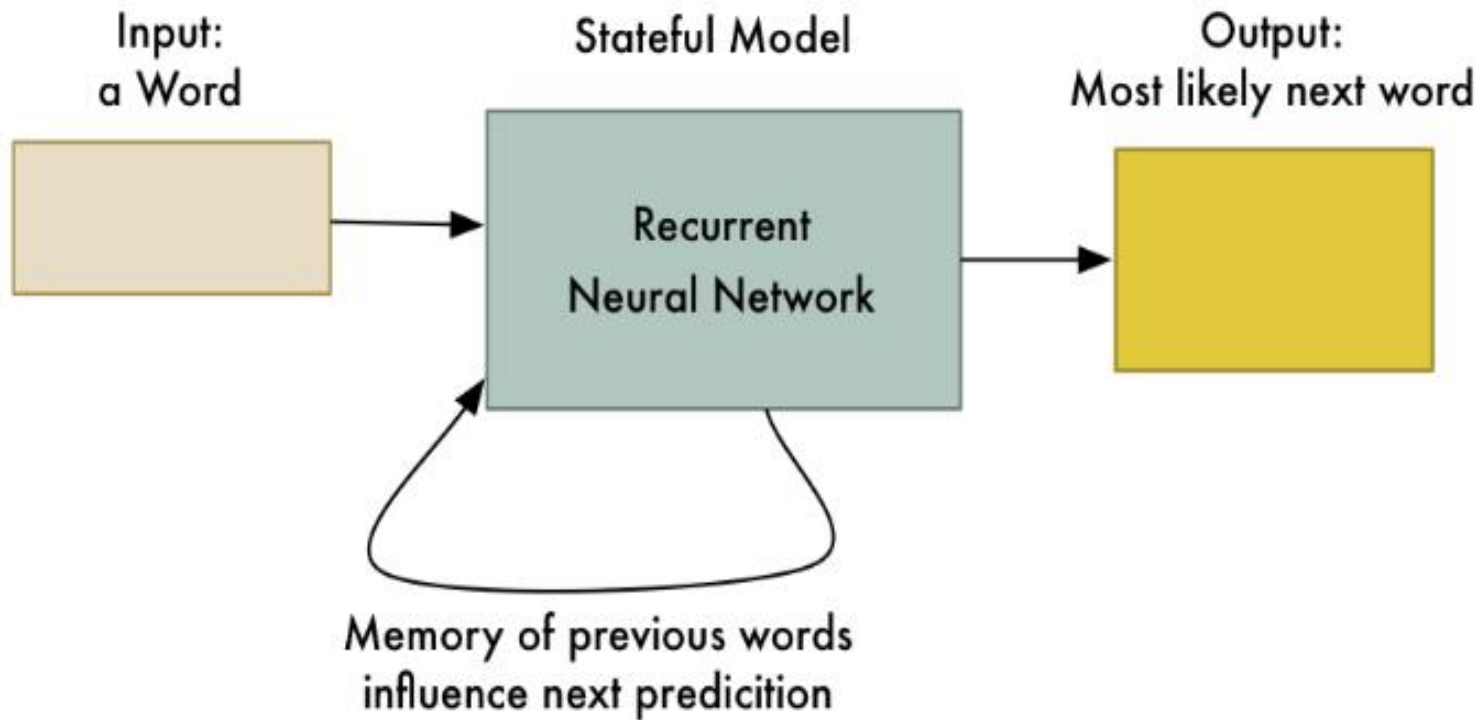 Input:
a Word
Stateful Model
Output:
Most likely next word
Recurrent
Neural Network
Memory of previous words
influence next predicition